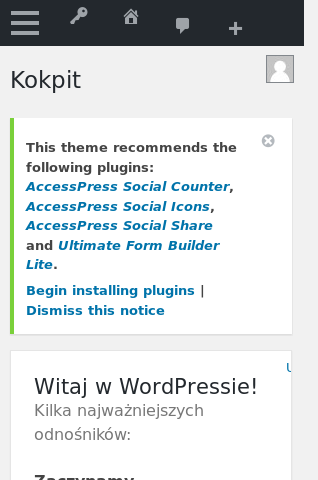 Kokpit
This theme recommends the
following plugins:
AccessPress Social Counter,
AccessPress Social Icons,
AccessPress Social Share
and Ultimate Form Builder
Lite.
Begin installing plugins |
Dismiss this notice
Witaj w WordPressie!
Kilka najważniejszych
odnośników:
Zaczynamy